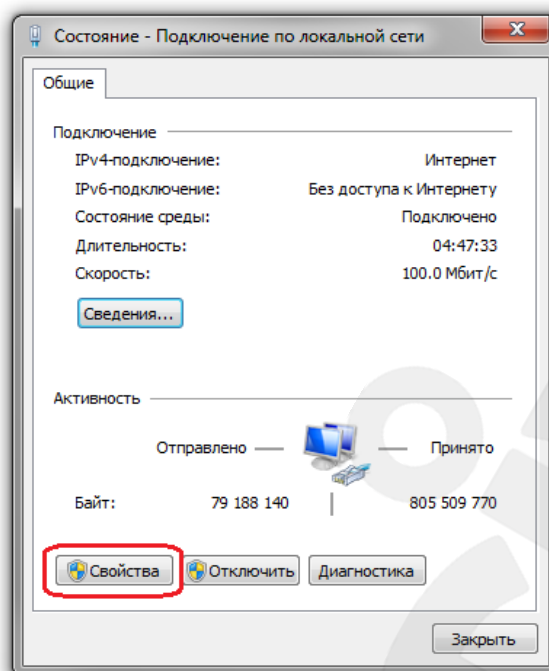 Состояние - Подключение по локальной сети
Общие
Подключение
IPv4-подключение: Интернет
IPv6-подключение: Без доступа к Интернету
Состояние среды: Подключено
Длительность: 04:47:33
Скорость: 100.0 Мбит/с
Сведения...
Активность
Отправлено — Принято
Байт: 79 188 140 805 509 770
Свойства Отключить Диагностика
Закрыть